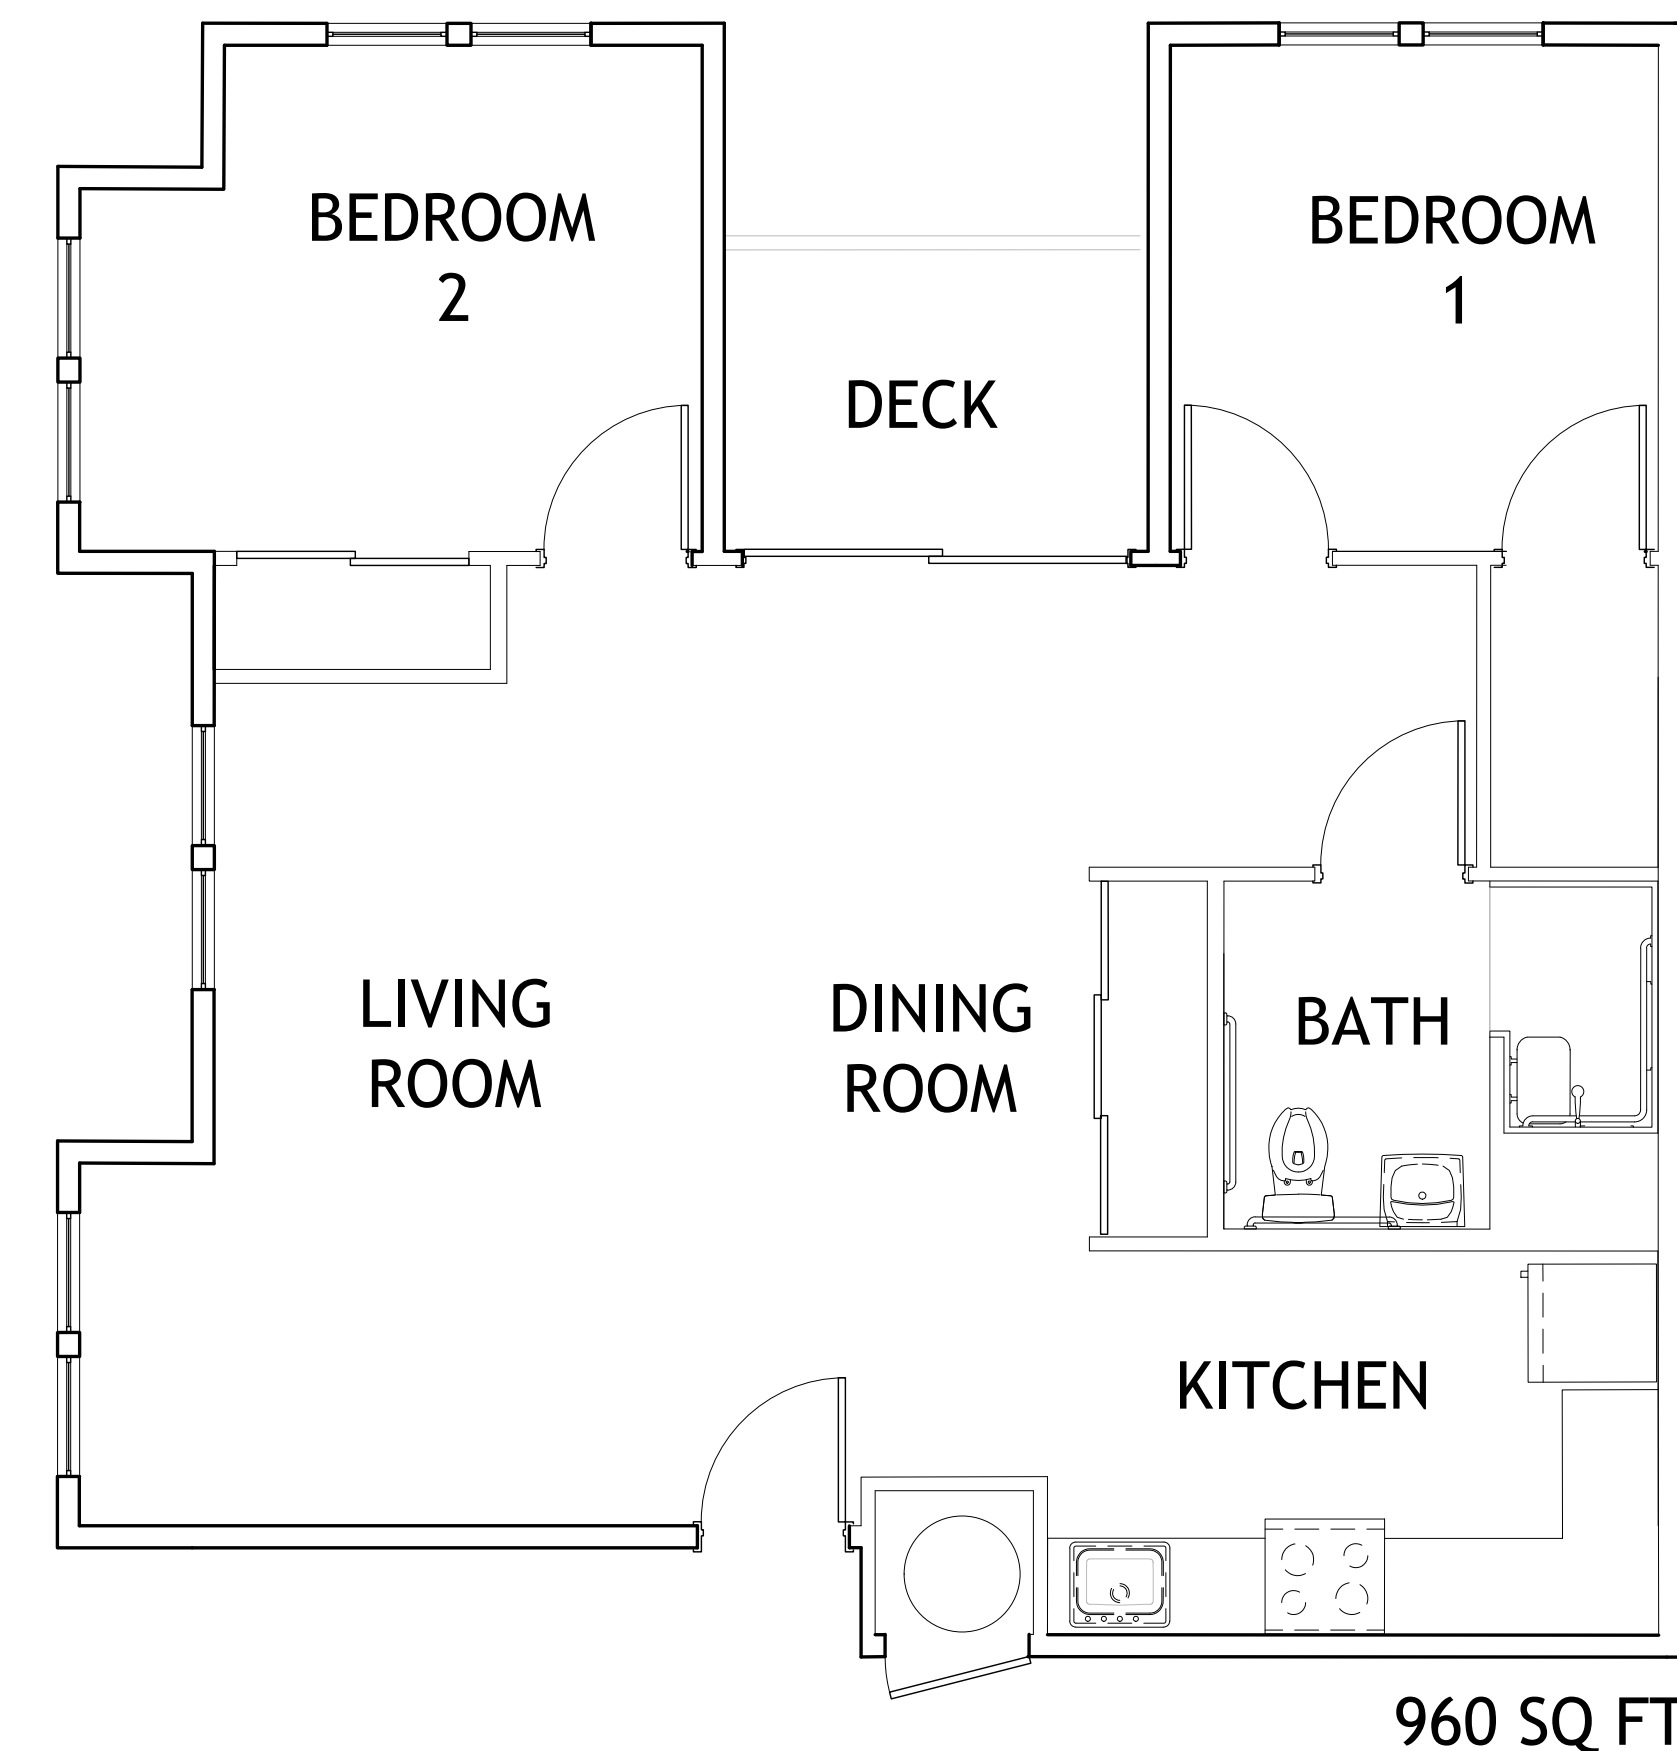 BEDROOM
2
BEDROOM
1
DECK
LIVING
ROOM
DINING
ROOM
BATH
KITCHEN
960 SQ FT